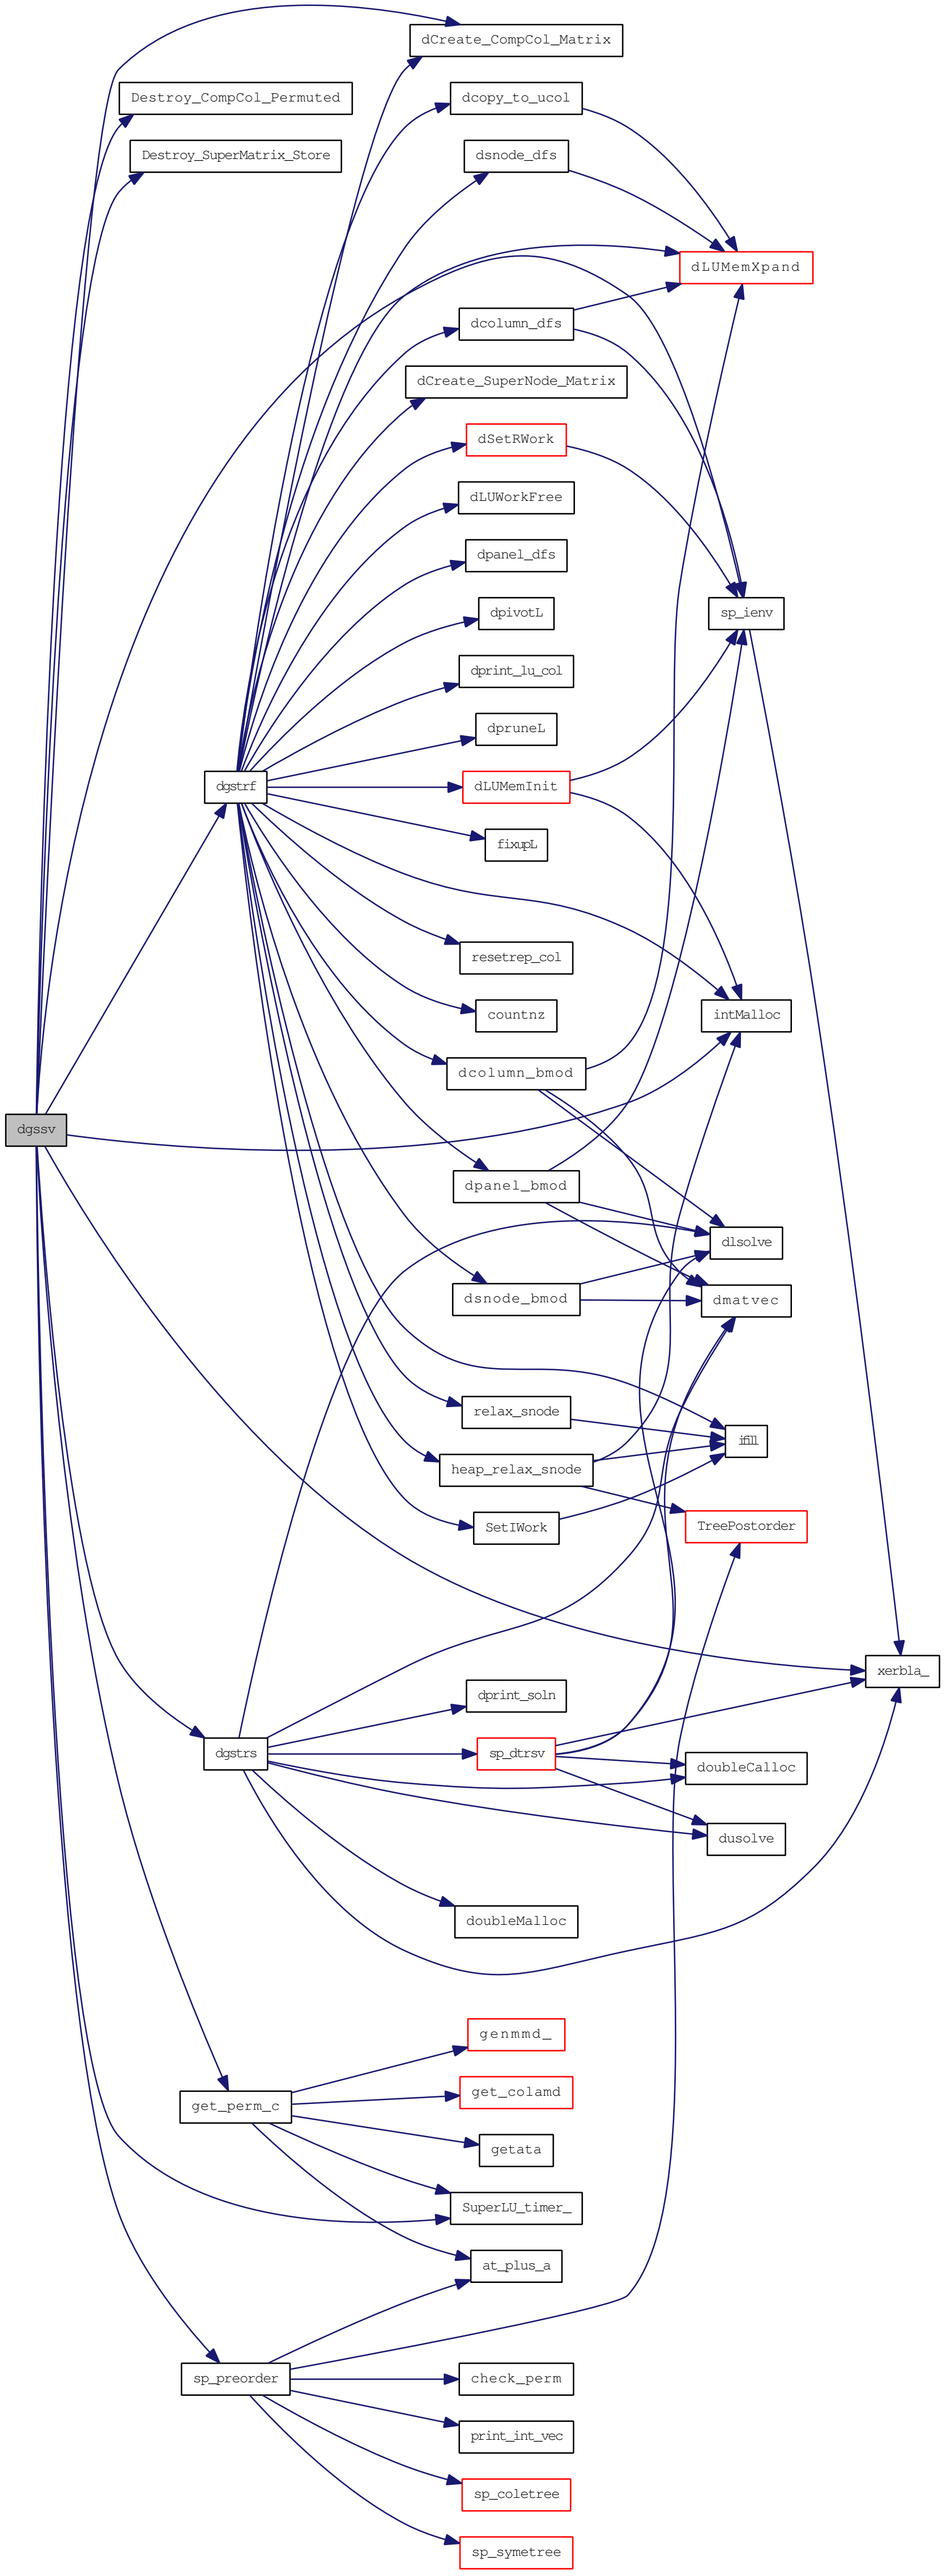 dCreate_CompCol_Matrix
Destroy_CompCol_Permuted
dcopy_to_ucol
Destroy_SuperMatrix_Store
dsnode_dfs
dLUMemXpand
dcolumn_dfs
dCreate_SuperNode_Matrix
dSetRWork
dLUWorkFree
dpanel_dfs
dpivotL
sp_ienv
dprint_lu_col
dpruneL
dgstrf
dLUMemInit
fixupL
resetrep_col
countnz
intMalloc
dcolumn_bmod
dgssv
dpanel_bmod
dlsolve
dsnode_bmod
dmatvec
relax_snode
ifill
heap_relax_snode
SetIWork
TreePostorder
xerbla_
dprint_soln
dgstrs
sp_dtrsv
doubleCalloc
dusolve
doubleMalloc
genmmd_
get_colamd
get_perm_c
getata
SuperLU_timer_
at_plus_a
sp_preorder
check_perm
print_int_vec
sp_coletree
sp_symetree